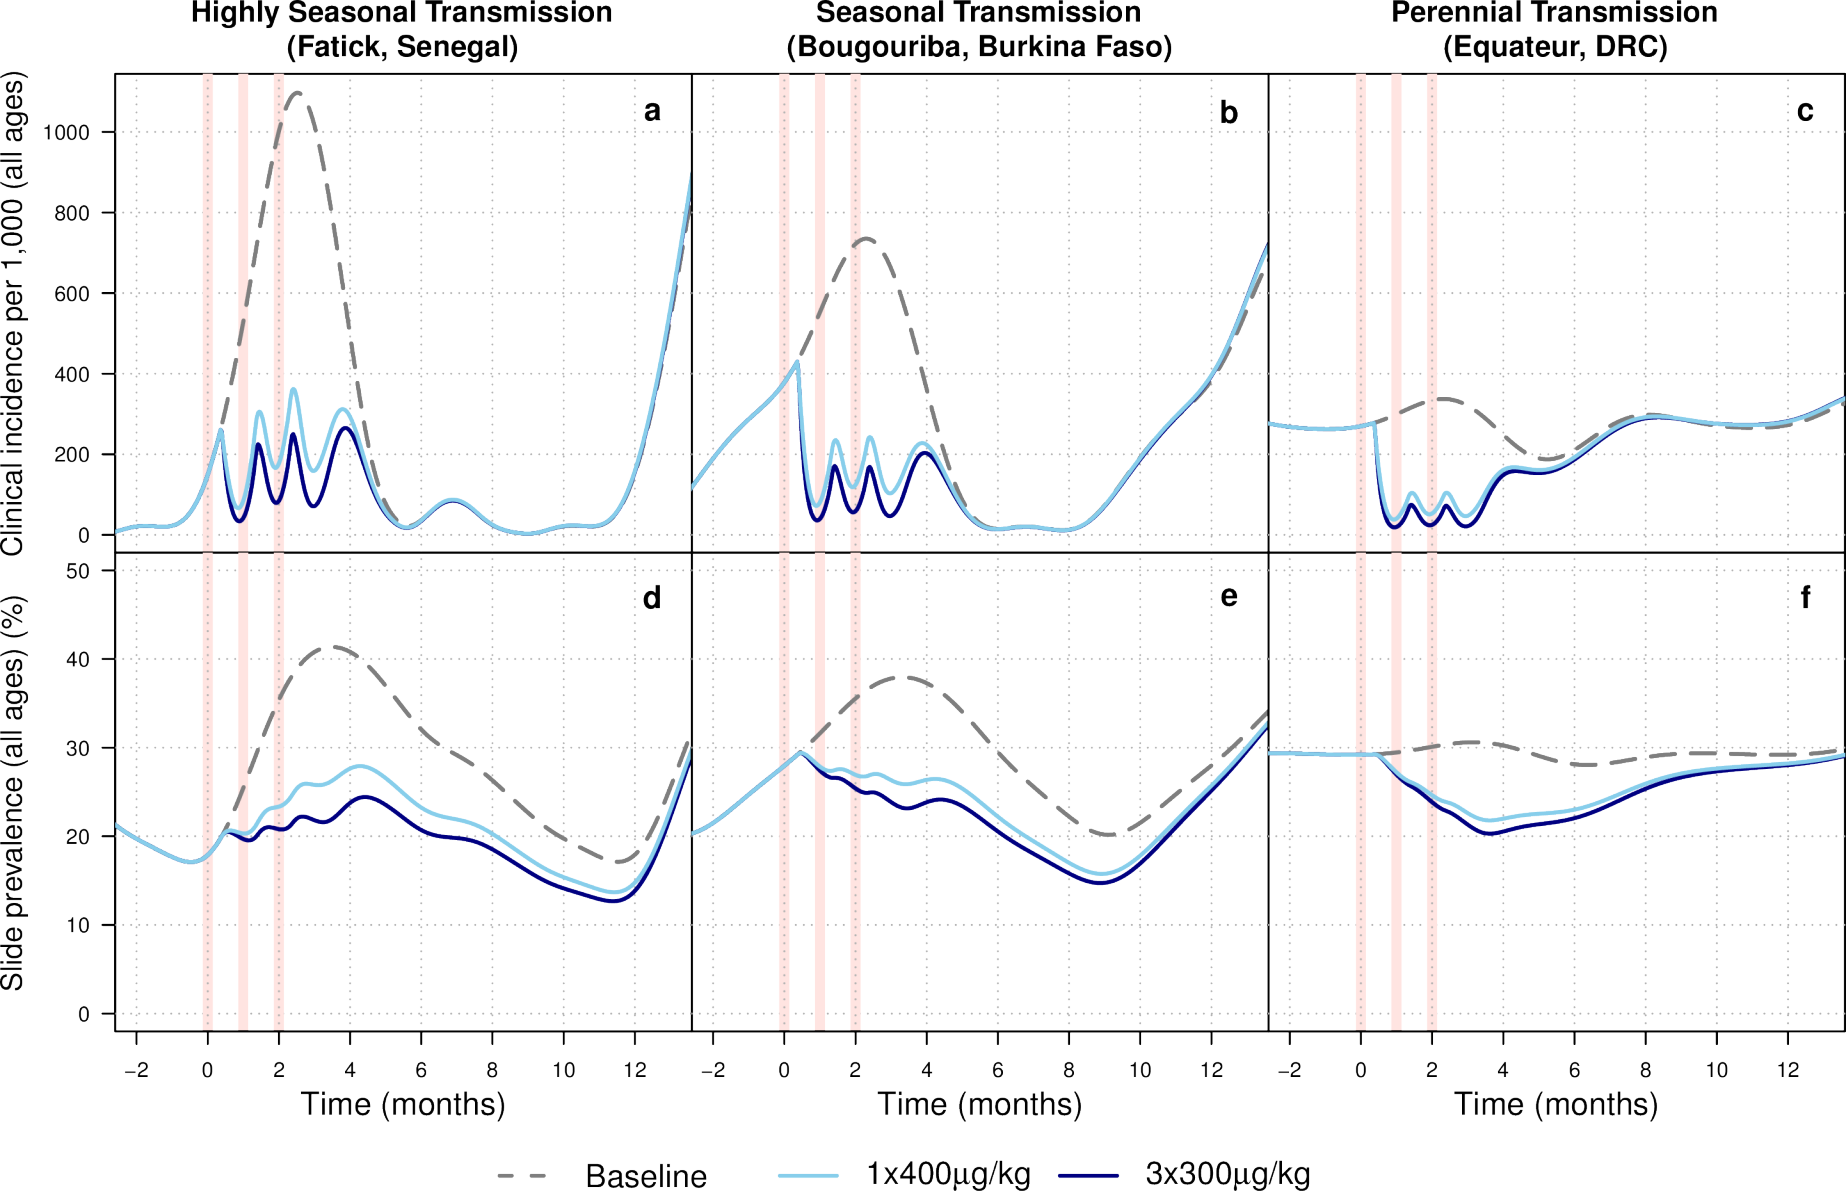 Highly Seasonal Transmission
(Fatick, Senegal)
Seasonal Transmission
(Bougouriba, Burkina Faso)
Perennial Transmission
(Equateur, DRC)
Clinical incidence per 1,000 (all ages)
1000
800
600
400
200
0
a
b
c
Slide prevalence (all ages) (%)
50
40
30
20
10
0
d
e
f
−2 0 2 4 6 8 10 12
−2 0 2 4 6 8 10 12
−2 0 2 4 6 8 10 12
Time (months)
Time (months)
Time (months)
Baseline
1x400μg/kg
3x300μg/kg